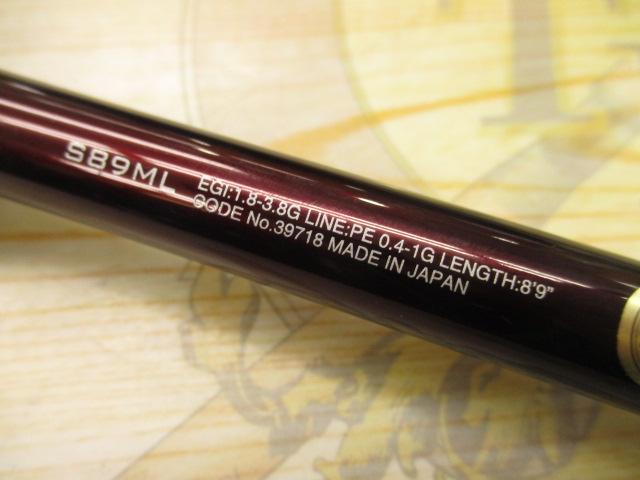 SB9ML
EGI:1.8-3.8G LINE:PE 0.4-1G LENGTH:8'9"
CODE No.39718 MADE IN JAPAN